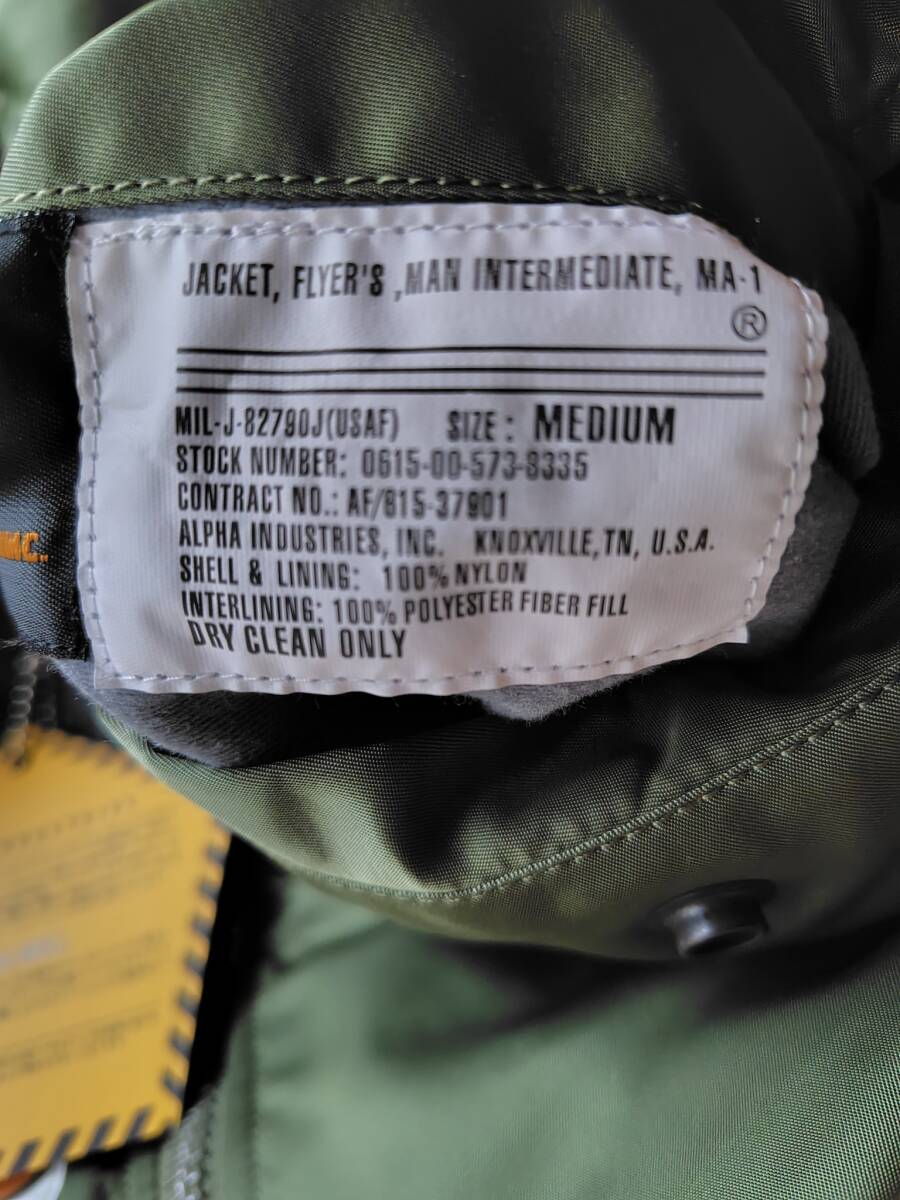 JACKET, FLYER'S ,MAN INTERMEDIATE, MA-1
®
MIL-J-82790J(USAF) SIZE: MEDIUM
STOCK NUMBER: 0615-00-573-8335
CONTRACT NO.: AF/815-37901
ALPHA INDUSTRIES, INC. KNOXVILLE,TN, U.S.A.
SHELL & LINING: 100% NYLON
INTERLINING: 100% POLYESTER FIBER FILL
DRY CLEAN ONLY